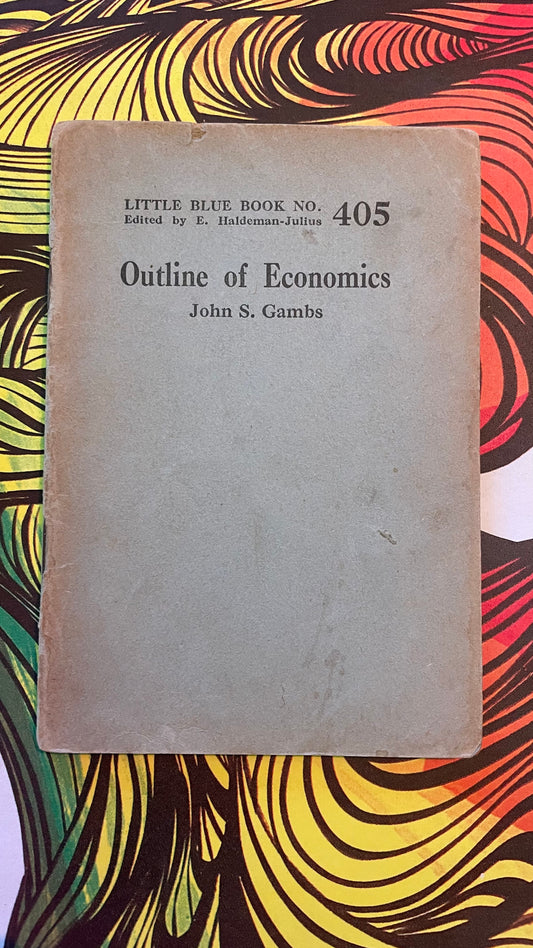 LITTLE BLUE BOOK NO. 405
Edited by E. Haldeman-Julius
Outline of Economics
John S. Gambs